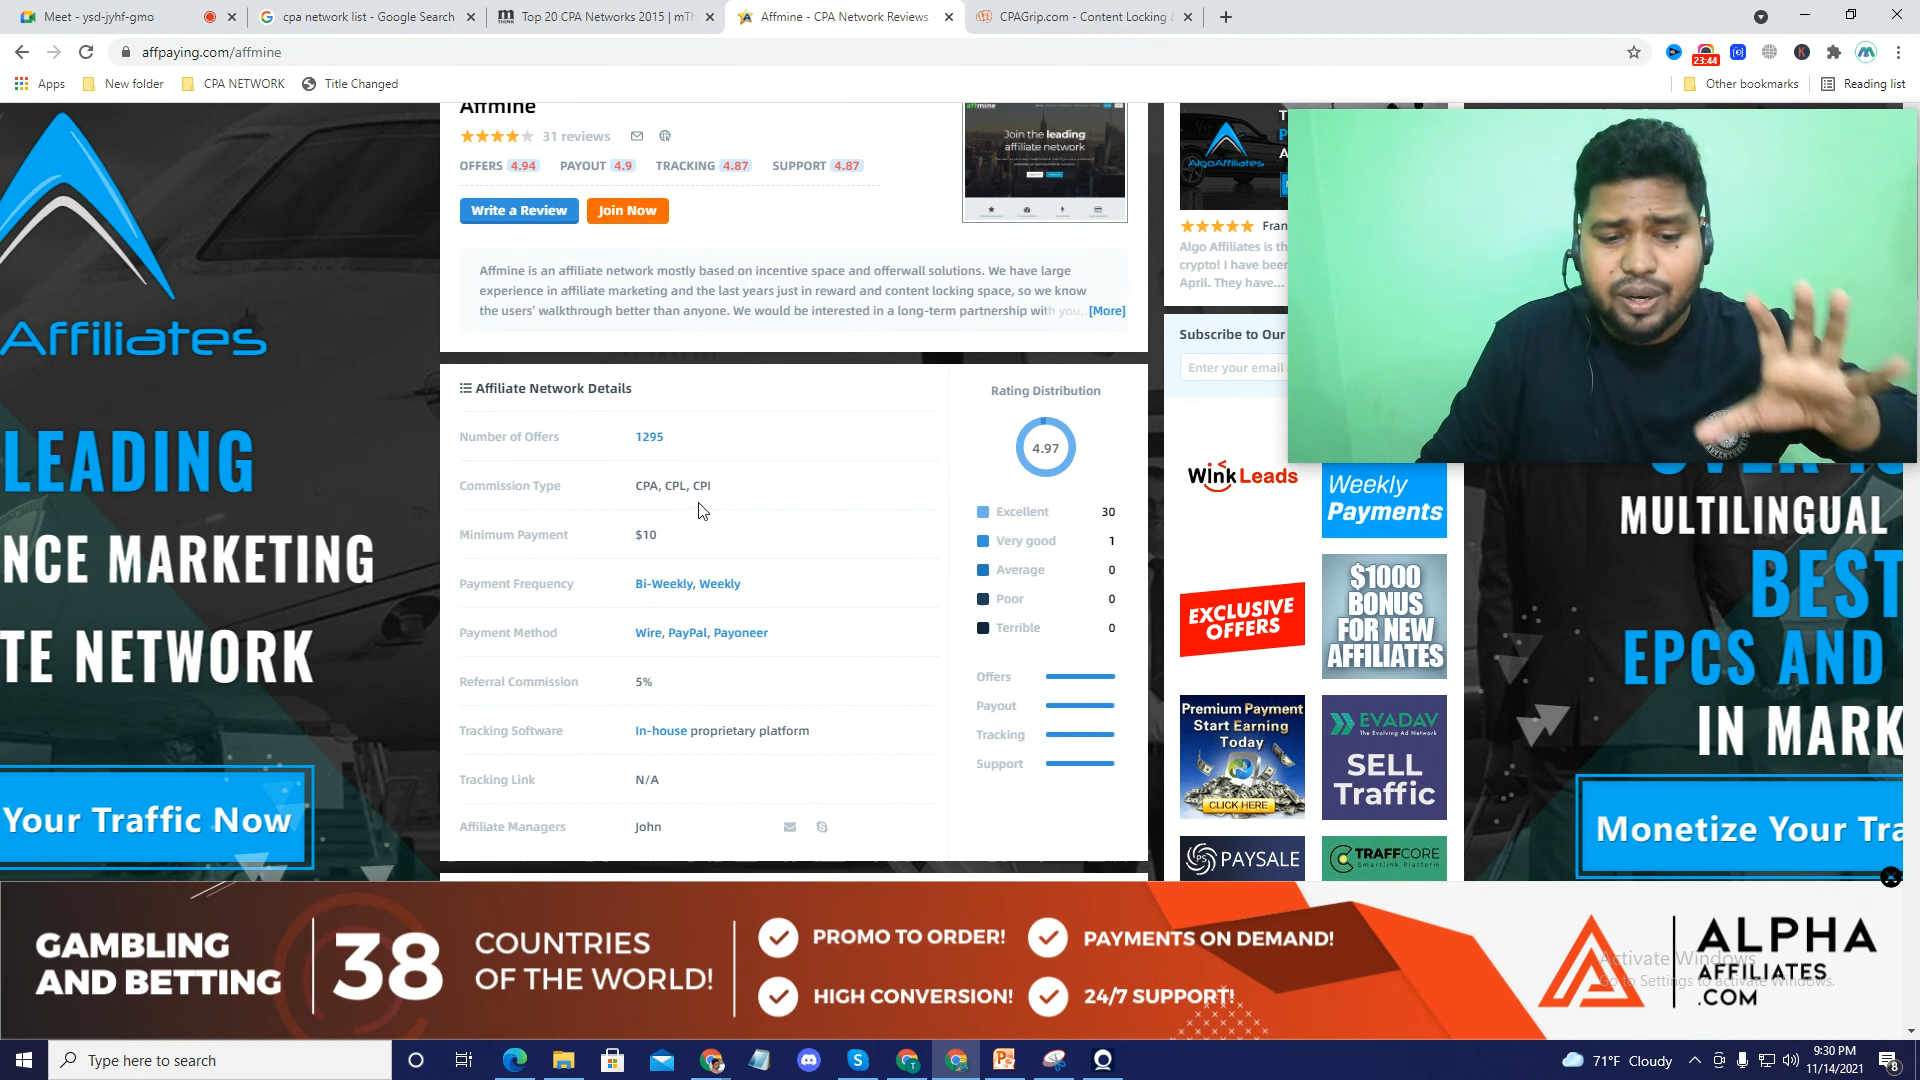 Meet - ysd-jyhf-gmo
cpa network list - Google Search
Top 20 CPA Networks 2015 | mTh
Affmine - CPA Network Reviews
CPAGrip.com - Content Locking
affpaying.com/affmine
23:44
Apps
New folder
CPA NETWORK
Title Changed
Other bookmarks
Reading list
Affmine
31 reviews
OFFERS 4.94 PAYOUT 4.9 TRACKING 4.87 SUPPORT 4.87
Write a Review
Join Now
affmine
Join the leading
affiliate network
Affmine is an affiliate network mostly based on incentive space and offerwall solutions. We have large
experience in affiliate marketing and the last years just in reward and content locking space, so we know
the users' walkthrough better than anyone. We would be interested in a long-term partnership with you,.. [More]
Affiliate Network Details
Number of Offers 1295
Commission Type CPA, CPL, CPI
Minimum Payment $10
Payment Frequency Bi-Weekly, Weekly
Payment Method Wire, PayPal, Payoneer
Referral Commission 5%
Tracking Software In-house proprietary platform
Tracking Link N/A
Affiliate Managers John
Rating Distribution
4.97
Excellent 30
Very good 1
Average 0
Poor 0
Terrible 0
Offers
Payout
Tracking
Support
AlgoAffiliates
T
P
A
Fran
Algo Affiliates is th
crypto! I have been
April. They have...
Subscribe to Our
Enter your email
WinkLeads
Weekly
Payments
EXCLUSIVE
OFFERS
$1000
BONUS
FOR NEW
AFFILIATES
Premium Payment
Start Earning
Today
CLICK HERE
EVADAV
The Evolving Ad Network
SELL
Traffic
PS PAYSALE
TRAFFCORE
Smartlink Platform
Affiliates
LEADING
NCE MARKETING
TE NETWORK
Your Traffic Now
MULTILINGUAL
BEST
EPCS AND
IN MARK
Monetize Your Tra
GAMBLING
AND BETTING
38
COUNTRIES
OF THE WORLD!
PROMO TO ORDER!
PAYMENTS ON DEMAND!
HIGH CONVERSION!
24/7 SUPPORT!
ALPHA
AFFILIATES
.COM
Activate Windows
Go to Settings to activate Windows.
Type here to search
71°F Cloudy
9:30 PM
11/14/2021
8